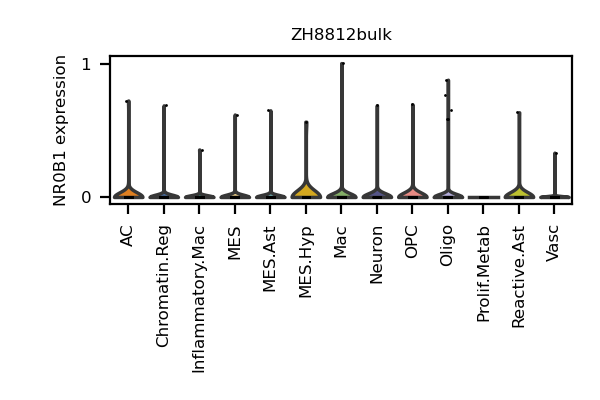 ZH8812bulk
NR0B1 expression
1
0
AC
Chromatin.Reg
Inflammatory.Mac
MES
MES.Ast
MES.Hyp
Mac
Neuron
OPC
Oligo
Prolif.Metab
Reactive.Ast
Vasc